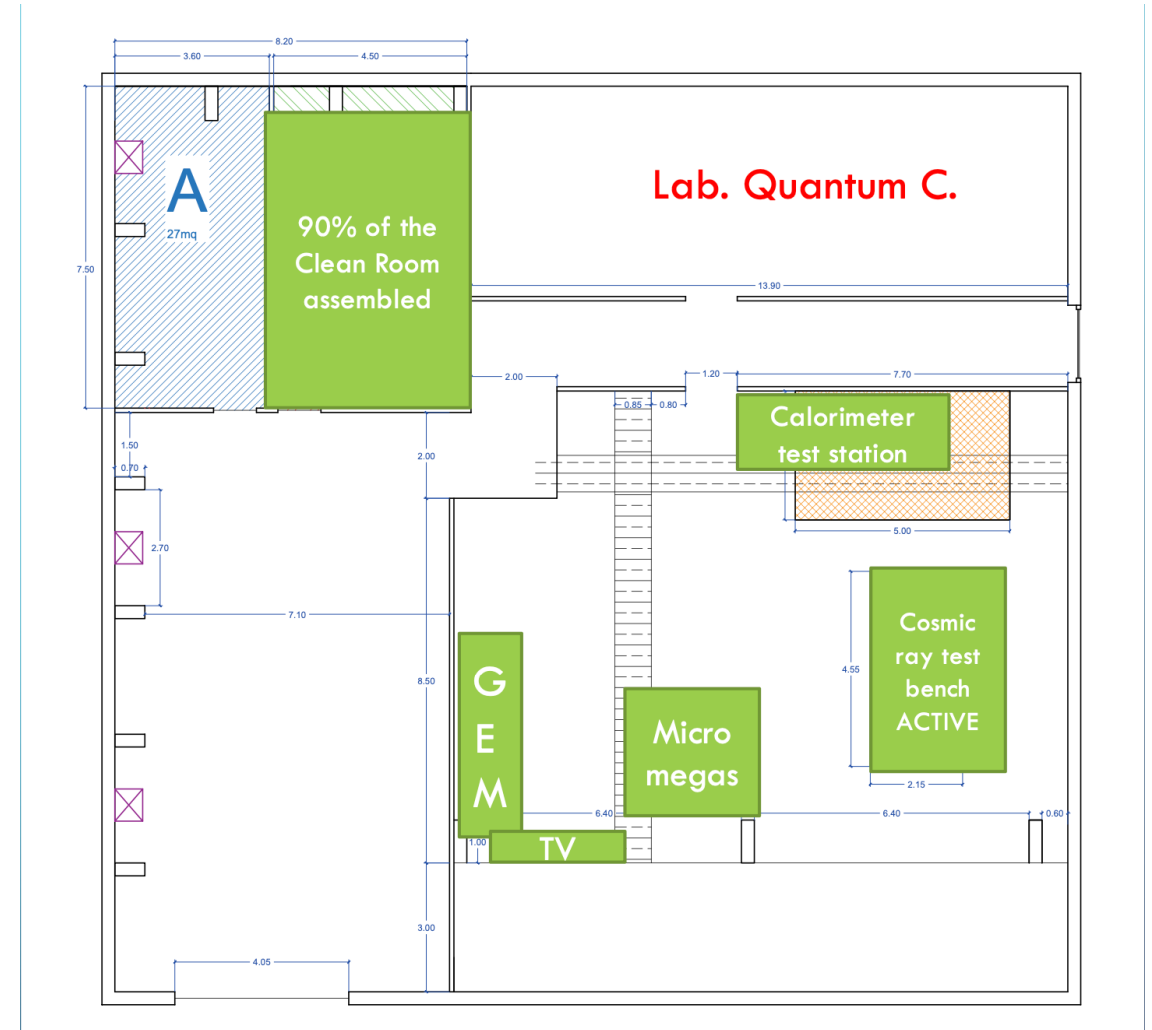 8.20
3.60
4.50
A
27mq
Lab. Quantum C.
90% of the
Clean Room
assembled
7.50
13.90
2.00
1.20
7.70
0.85
0.80
Calorimeter
test station
1.50
2.00
0.70
5.00
2.70
7.10
Cosmic
ray test
bench
ACTIVE
4.55
8.50
G
E
M
Micro
megas
2.15
6.40
6.40
0.60
1.00
TV
3.00
4.05